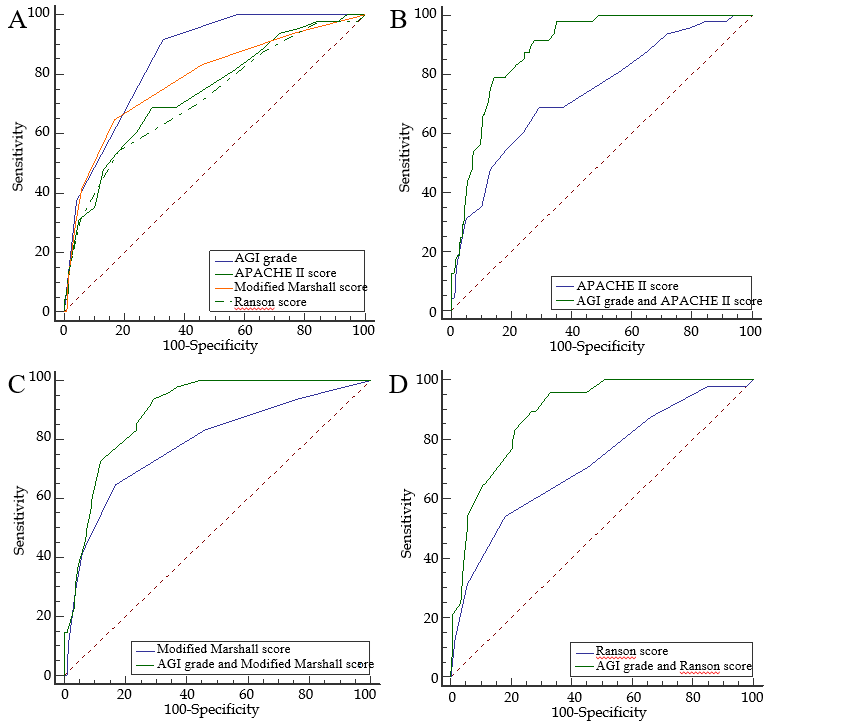 A
100
80
60
40
20
0
Sensitivity
0 20 40 60 80 100
100-Specificity
AGI grade
APACHE II score
Modified Marshall score
Ranson score
B
100
80
60
40
20
0
Sensitivity
0 20 40 60 80 100
100-Specificity
APACHE II score
AGI grade and APACHE II score
C
100
80
60
40
20
0
Sensitivity
0 20 40 60 80 100
100-Specificity
Modified Marshall score
AGI grade and Modified Marshall score
D
100
80
60
40
20
0
Sensitivity
0 20 40 60 80 100
100-Specificity
Ranson score
AGI grade and Ranson score